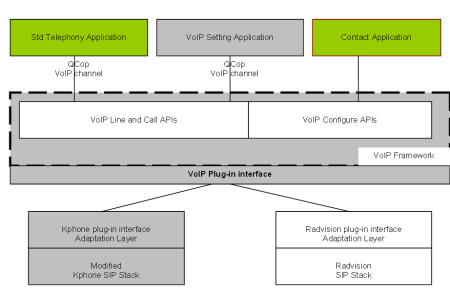 Std Telephony Application
VoIP Setting Application
Contact Application
QCop
VoIP channel
QCop
VoIP channel
VoIP Line and Call APIs
VoIP Configure APIs
VoIP Framework
VoIP Plug-in interface
Kphone plug-in interface
Adaptation Layer
Radvision plug-in interface
Adaptation Layer
Modified
Kphone SIP Stack
Radvision
SIP Stack